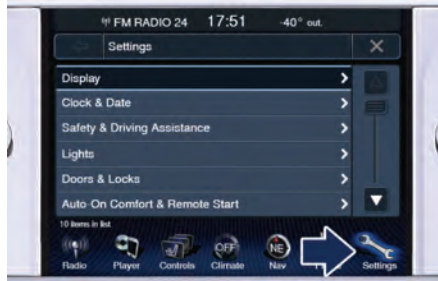 FM RADIO 24 17:51 -40° out.
Settings
Display
Clock & Date
Safety & Driving Assistance
Lights
Doors & Locks
Auto-On Comfort & Remote Start
10 items in list
OFF NE
Radio Player Controls Climate Nav Settings